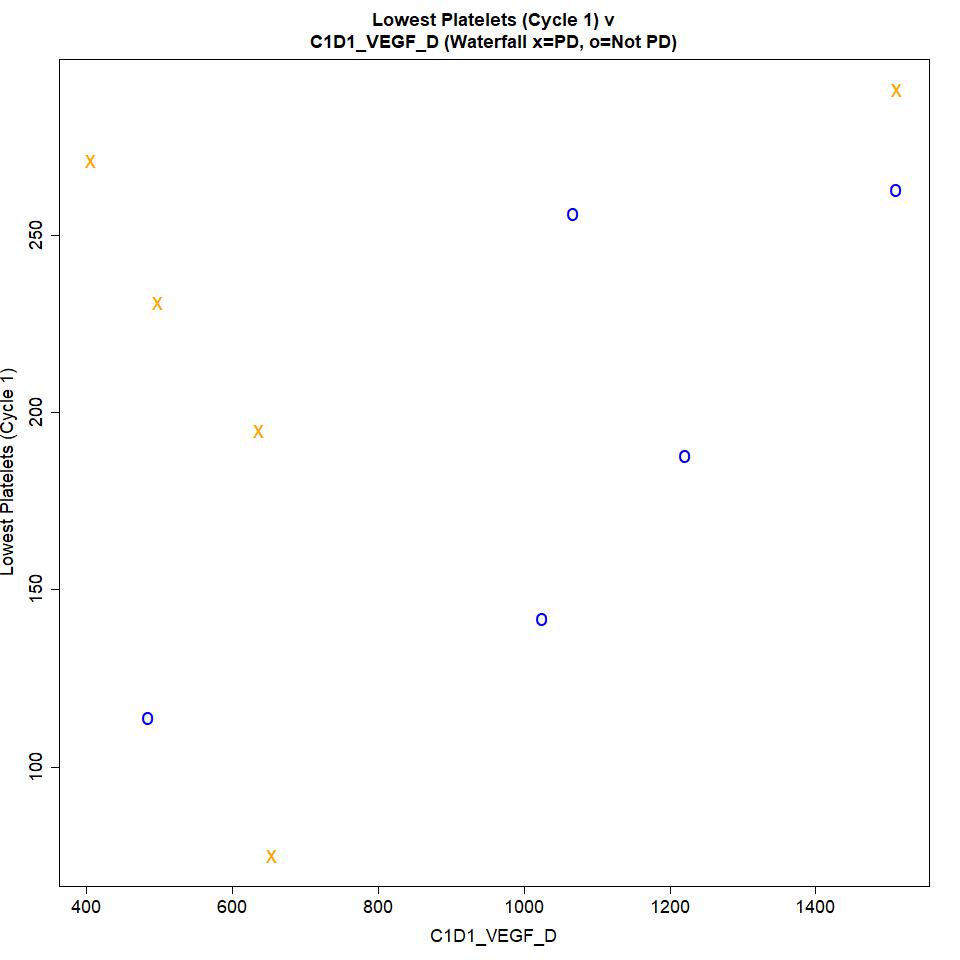 Lowest Platelets (Cycle 1) v
C1D1_VEGF_D (Waterfall x=PD, o=Not PD)
Lowest Platelets (Cycle 1)
250
200
150
100
X
X
O
O
X
X
O
O
O
X
400 600 800 1000 1200 1400
C1D1_VEGF_D